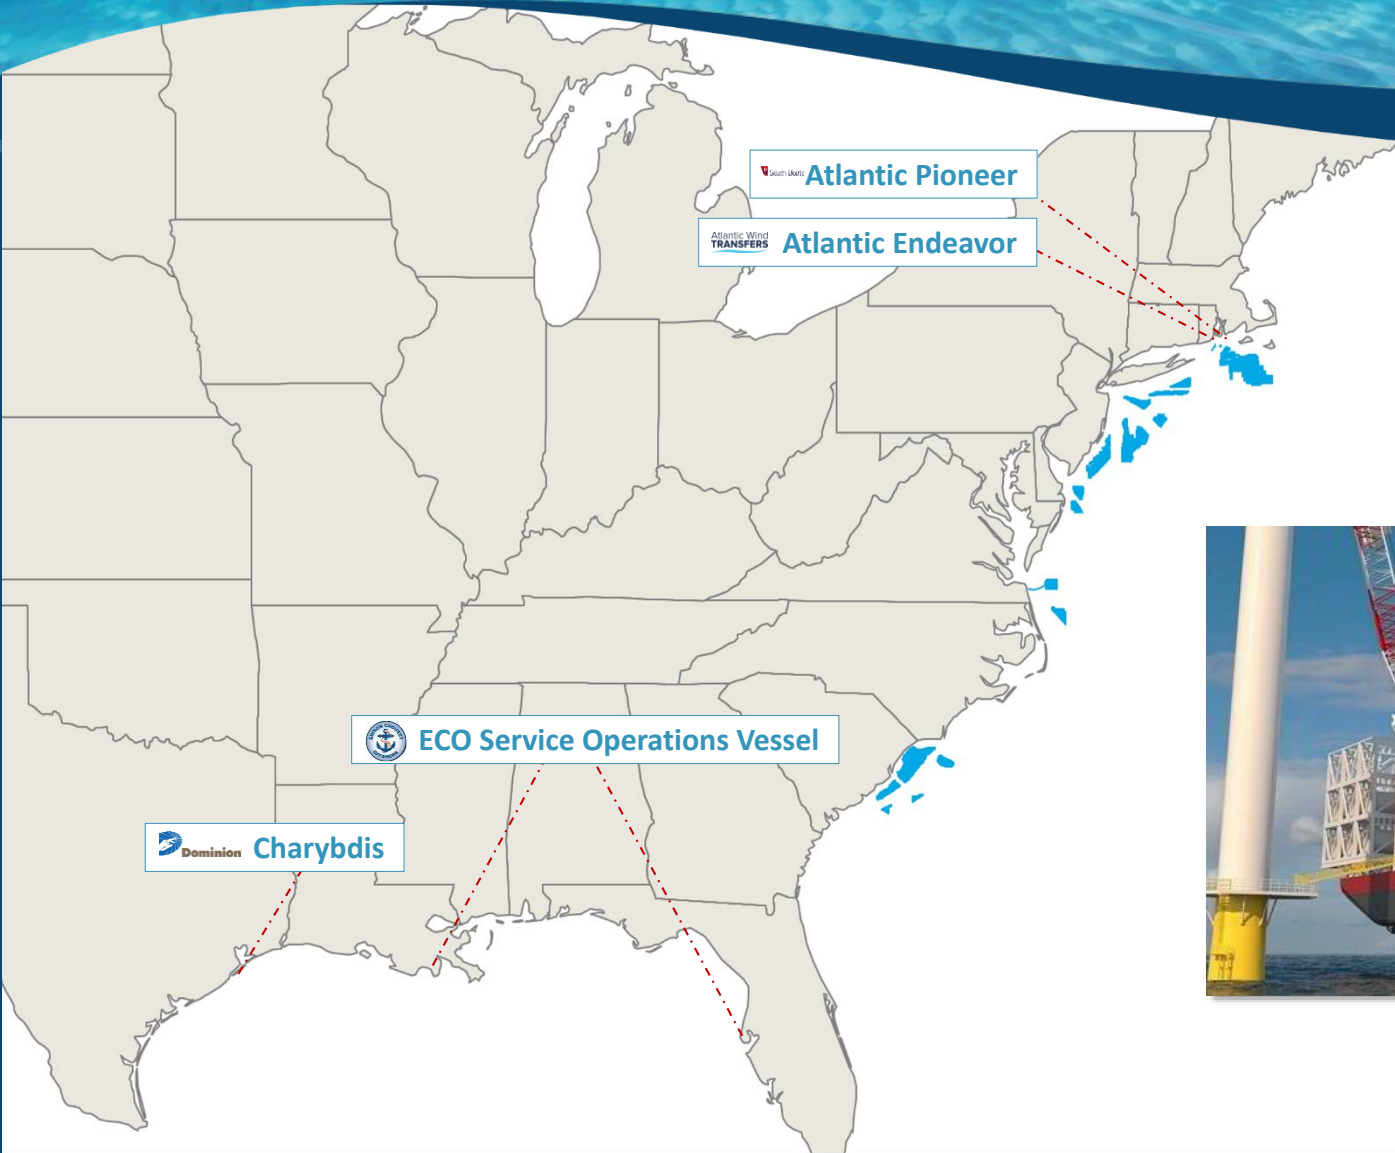 Atlantic Pioneer
Atlantic Wind
TRANSFERS
Atlantic Endeavor
ECO Service Operations Vessel
Dominion Charybdis